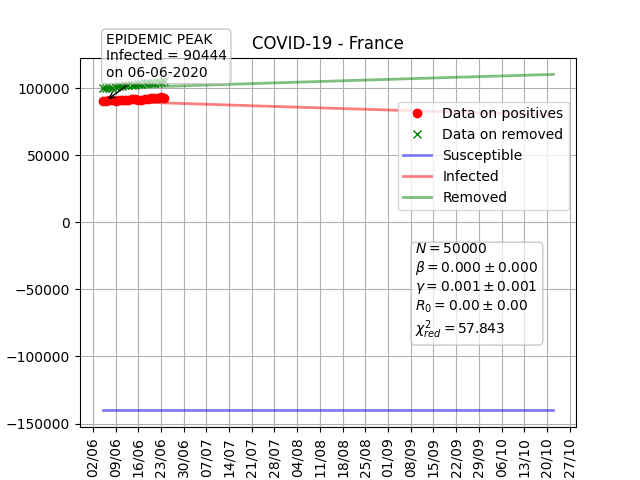 COVID-19 - France
EPIDEMIC PEAK
Infected = 90444
on 06-06-2020
100000
50000
0
−50000
−100000
−150000
Data on positives
Data on removed
Susceptible
Infected
Removed
N = 50000
β = 0.000 ± 0.000
γ = 0.001 ± 0.001
R₀ = 0.00 ± 0.00
χ²red = 57.843
02/06 09/06 16/06 23/06 30/06 07/07 14/07 21/07 28/07 04/08 11/08 18/08 25/08 01/09 08/09 15/09 22/09 29/09 06/10 13/10 20/10 27/10